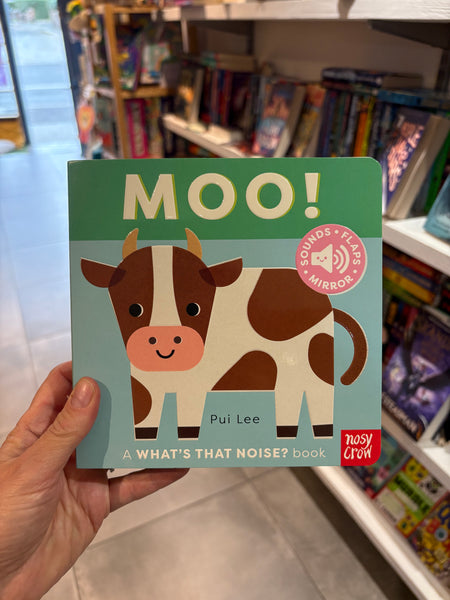 MOO!
SOUNDS • FLAPS
MIRROR
Pui Lee
A WHAT'S THAT NOISE? book
nosy
crow